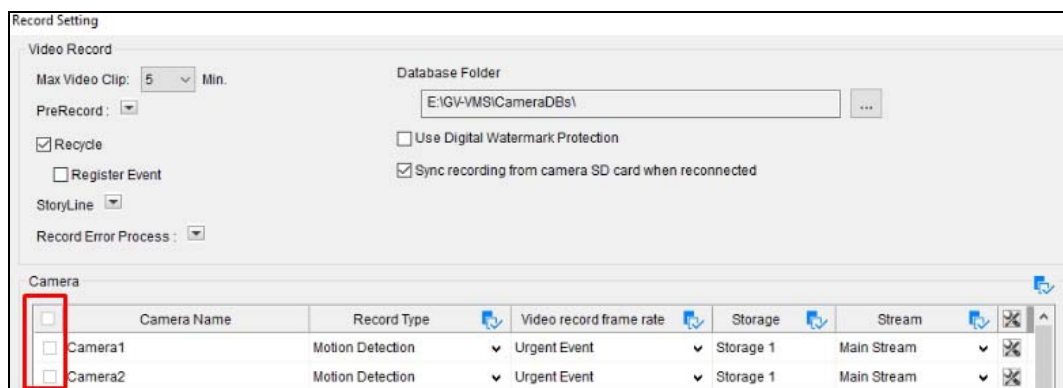 Record Setting
Video Record
Max Video Clip: 5 Min.
Database Folder
E:\GV-VMS\CameraDBs\ ...
PreRecord :
Use Digital Watermark Protection
Recycle
Sync recording from camera SD card when reconnected
Register Event
StoryLine
Record Error Process :
Camera
Camera Name Record Type Video record frame rate Storage Stream
Camera1 Motion Detection Urgent Event Storage 1 Main Stream
Camera2 Motion Detection Urgent Event Storage 1 Main Stream